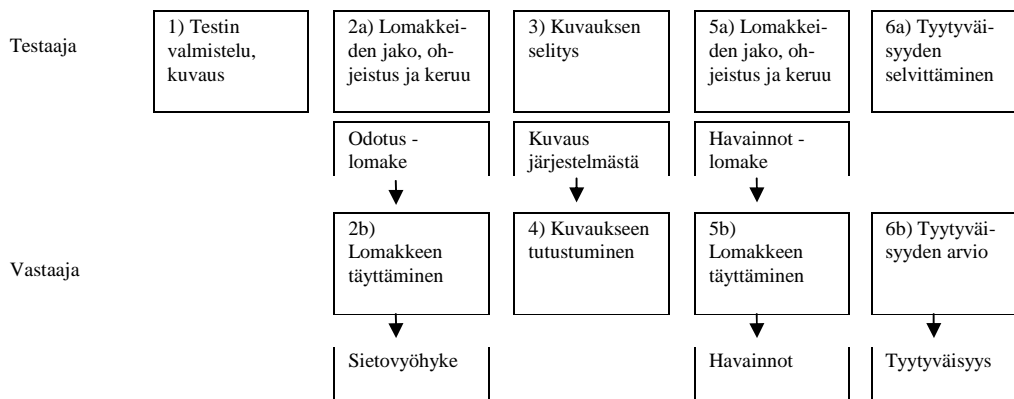 Testaaja
1) Testin
valmistelu,
kuvaus
2a) Lomakkei-
den jako, oh-
jeistus ja keruu
3) Kuvauksen
selitys
5a) Lomakkei-
den jako, oh-
jeistus ja keruu
6a) Tyytyväi-
syyden
selvittäminen
Odotus -
lomake
Kuvaus
järjestelmästä
Havainnot -
lomake
Vastaaja
2b)
Lomakkeen
täyttäminen
4) Kuvaukseen
tutustuminen
5b)
Lomakkeen
täyttäminen
6b) Tyytyväi-
syyden arvio
Sietovyöhyke
Havainnot
Tyytyväisyys